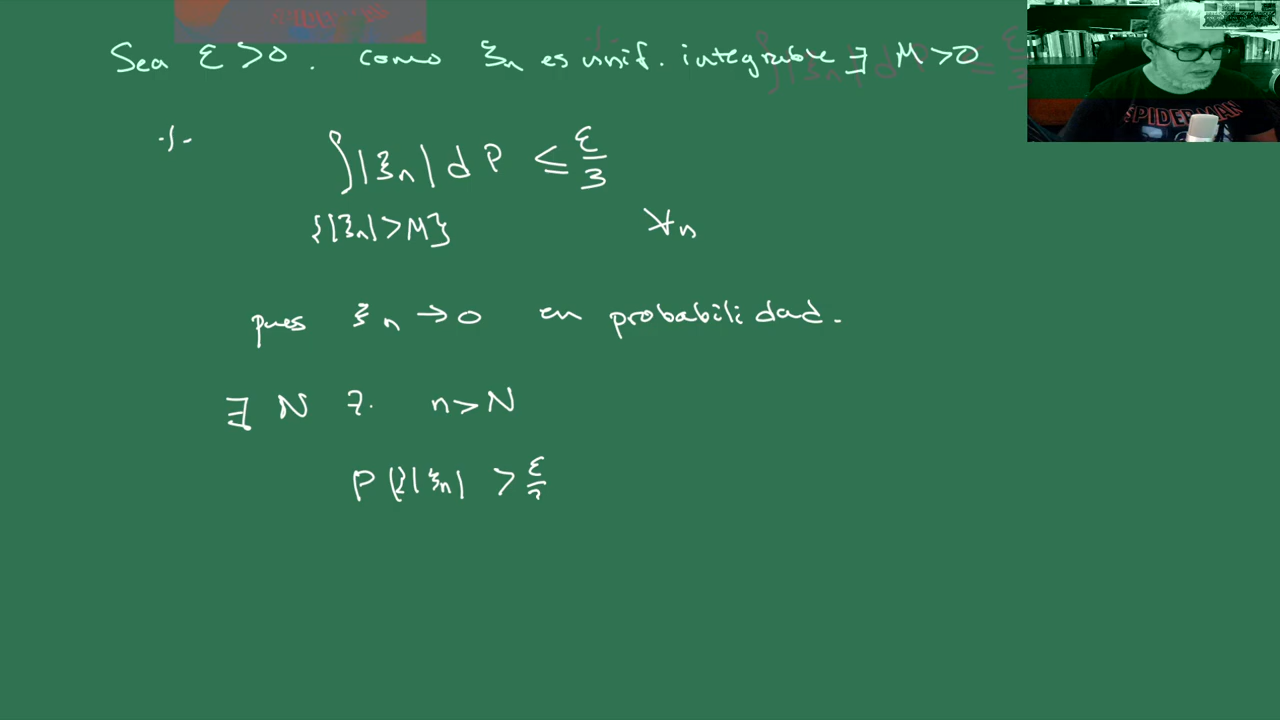 Sea ε > 0. como ξn es unif. integrable ∃ M > 0
·/·
∫|ξn| dP ≤ ε/3
{|ξn| > M} ∀n
pues ξn → 0 en probabilidad.
∃ N ∋. n > N
P({|ξn| > ε/3
SPIDERMAN